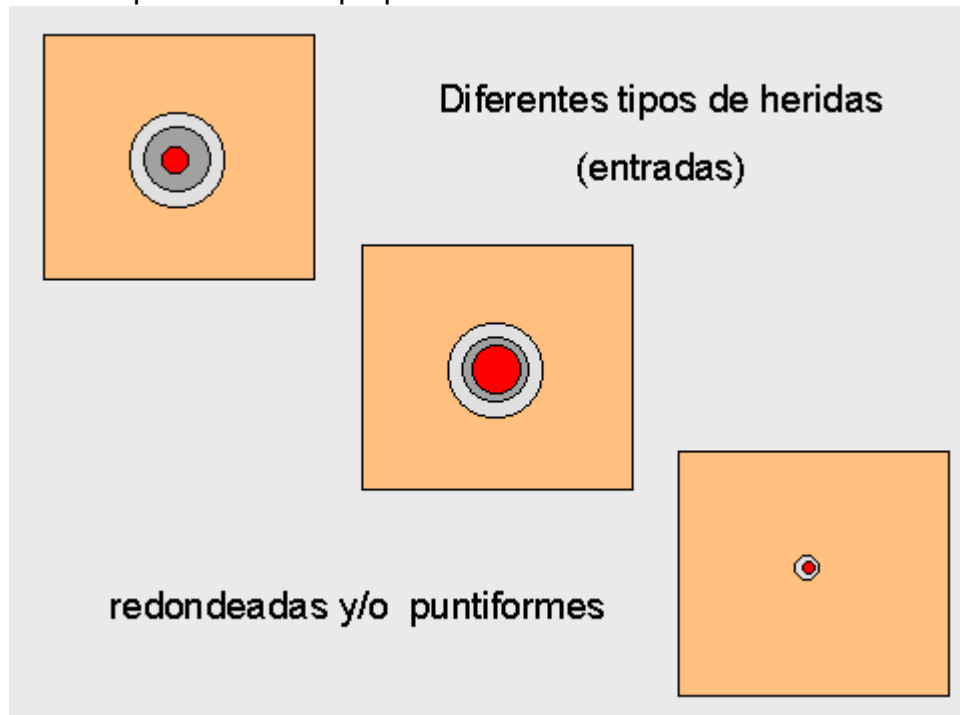 Diferentes tipos de heridas
(entradas)
redondeadas y/o puntiformes